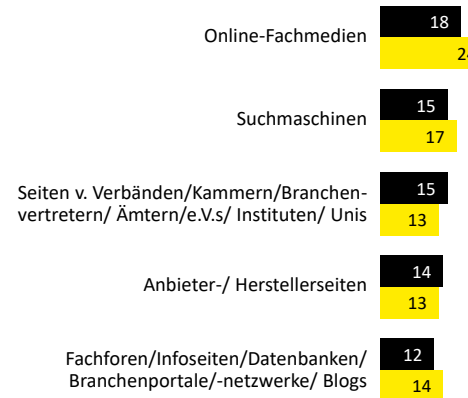 Online-Fachmedien
18
24
Suchmaschinen
15
17
Seiten v. Verbänden/Kammern/Branchen-
vertretern/ Ämtern/e.V.s/ Instituten/ Unis
15
13
Anbieter-/ Herstellerseiten
14
13
Fachforen/Infoseiten/Datenbanken/
Branchenportale/-netzwerke/ Blogs
12
14